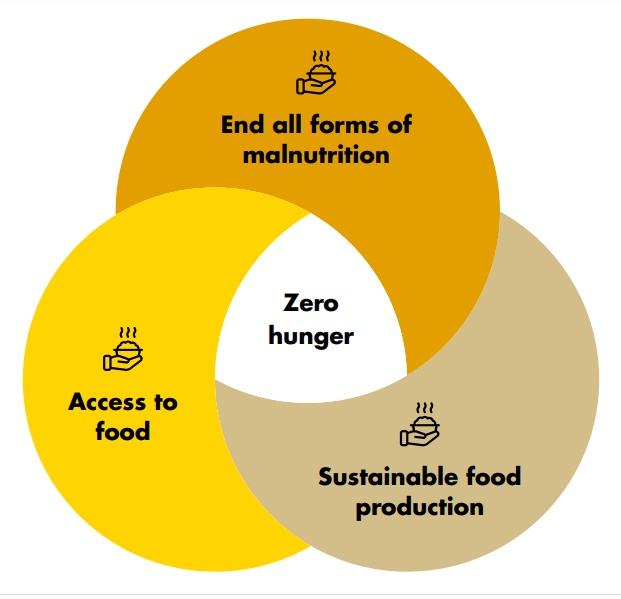 End all forms of
malnutrition
Zero
hunger
Access to
food
Sustainable food
production